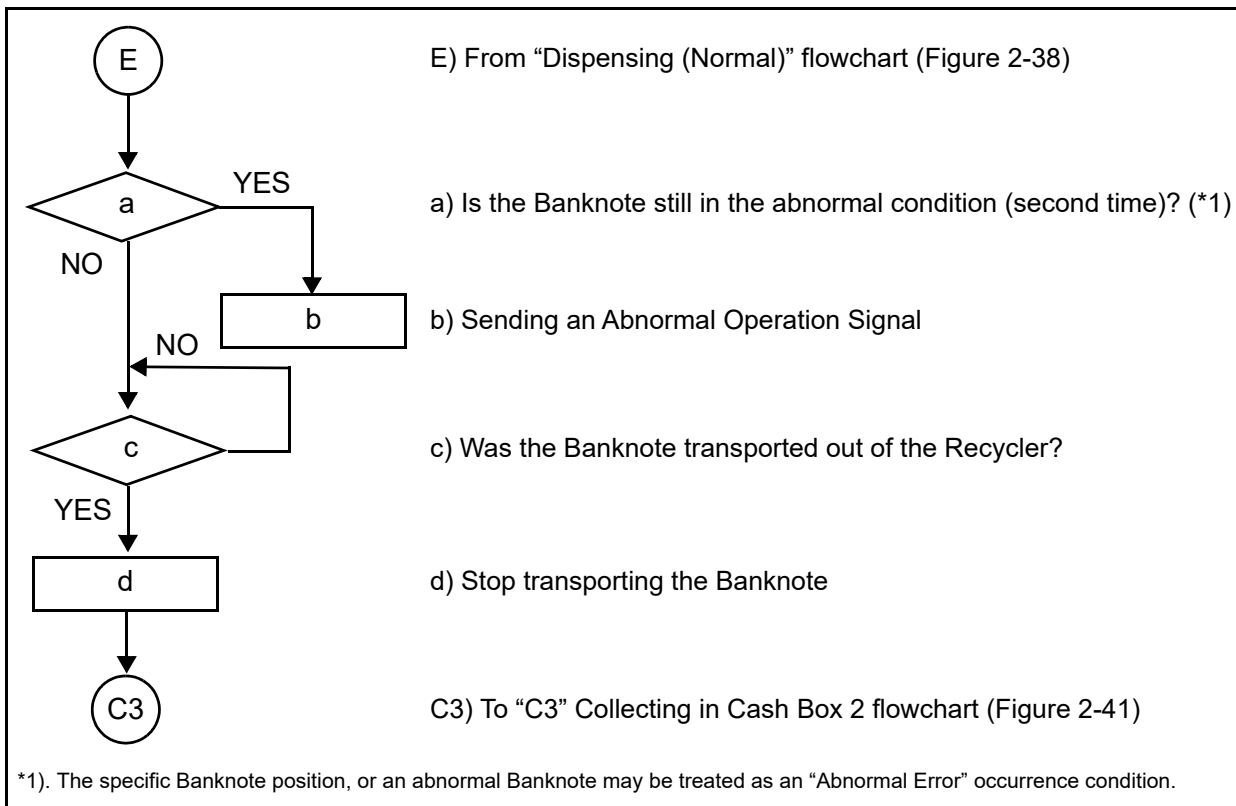 E
E) From “Dispensing (Normal)” flowchart (Figure 2-38)
YES
a
a) Is the Banknote still in the abnormal condition (second time)? (*1)
NO
b
b) Sending an Abnormal Operation Signal
NO
c
c) Was the Banknote transported out of the Recycler?
YES
d
d) Stop transporting the Banknote
C3
C3) To “C3” Collecting in Cash Box 2 flowchart (Figure 2-41)
*1). The specific Banknote position, or an abnormal Banknote may be treated as an “Abnormal Error” occurrence condition.